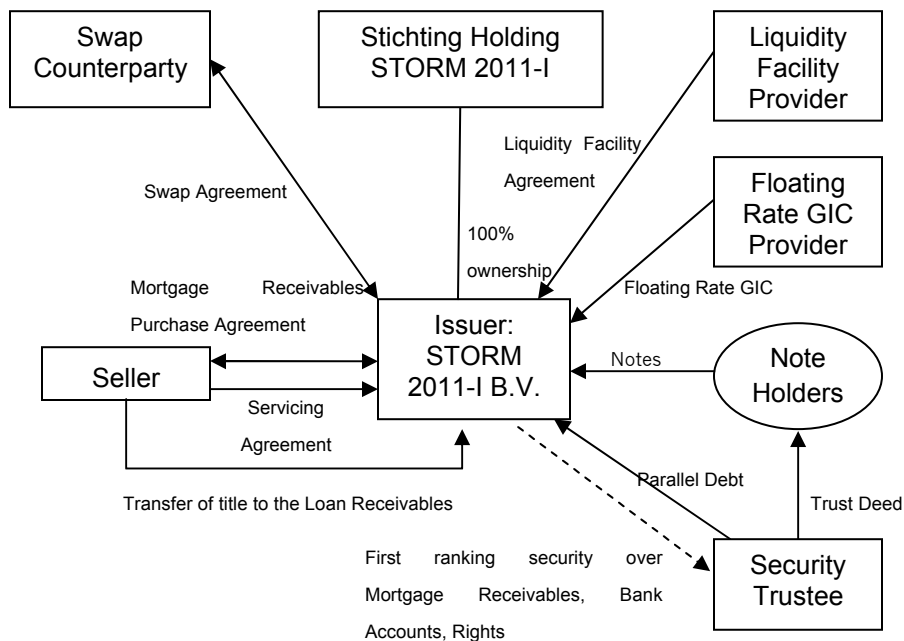 Swap
Counterparty
Stichting Holding
STORM 2011-I
Liquidity
Facility
Provider
Liquidity Facility
Agreement
Swap Agreement
Floating
Rate GIC
Provider
100%
ownership
Floating Rate GIC
Mortgage Receivables
Purchase Agreement
Issuer:
STORM
2011-I B.V.
Seller
Notes
Note
Holders
Servicing
Agreement
Parallel Debt
Transfer of title to the Loan Receivables
Trust Deed
First ranking security over
Mortgage Receivables, Bank
Accounts, Rights
Security
Trustee